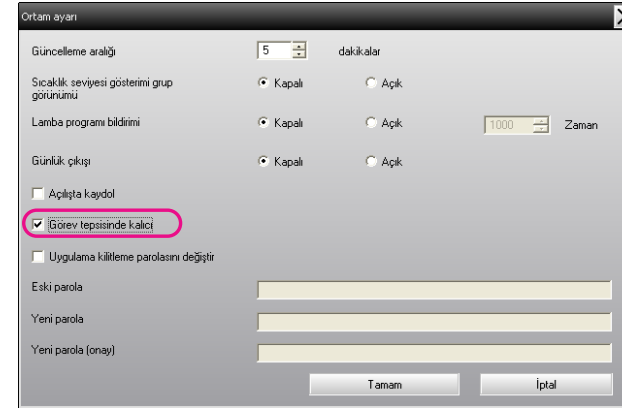 Ortam ayarı
Güncelleme aralığı 5 dakikalar
Sıcaklık seviyesi gösterimi grup görünümü Kapalı Açık
Lamba programı bildirimi Kapalı Açık 1000 Zaman
Günlük çıkışı Kapalı Açık
Açılışta kaydol
Görev tepsisinde kalıcı
Uygulama kilitleme parolasını değiştir
Eski parola
Yeni parola
Yeni parola (onay)
Tamam İptal